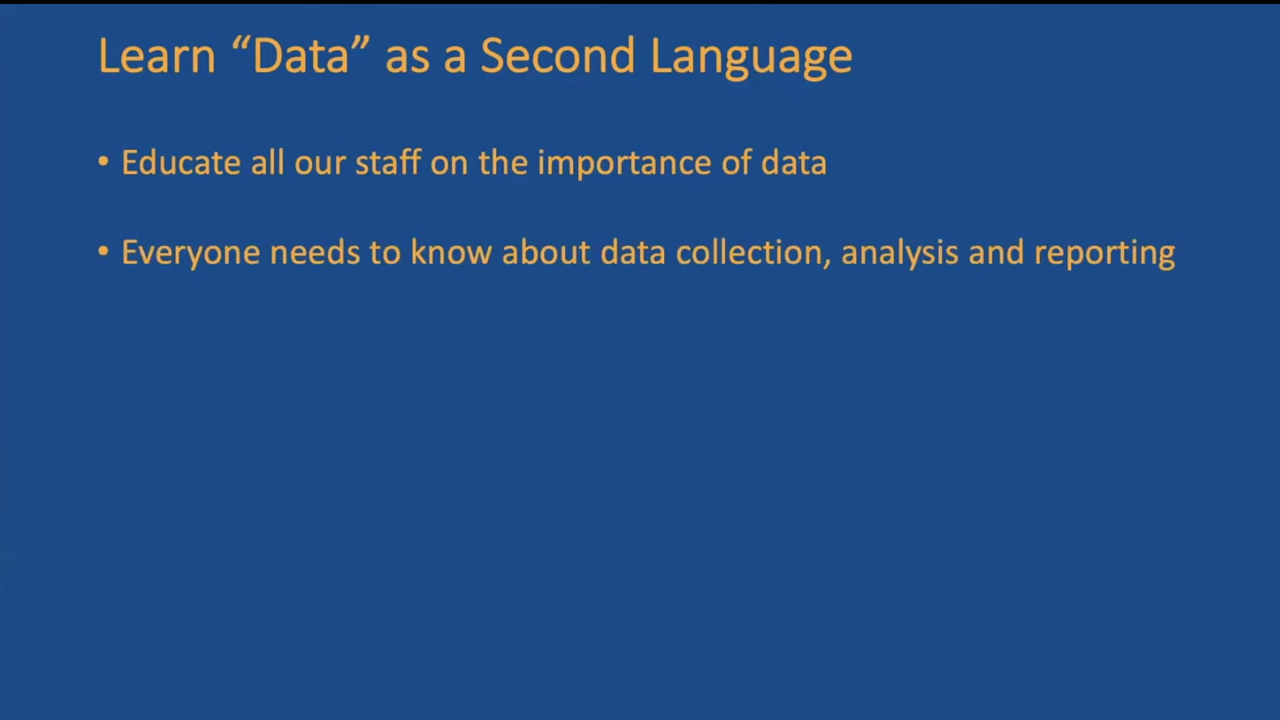 Learn “Data” as a Second Language
• Educate all our staff on the importance of data
• Everyone needs to know about data collection, analysis and reporting